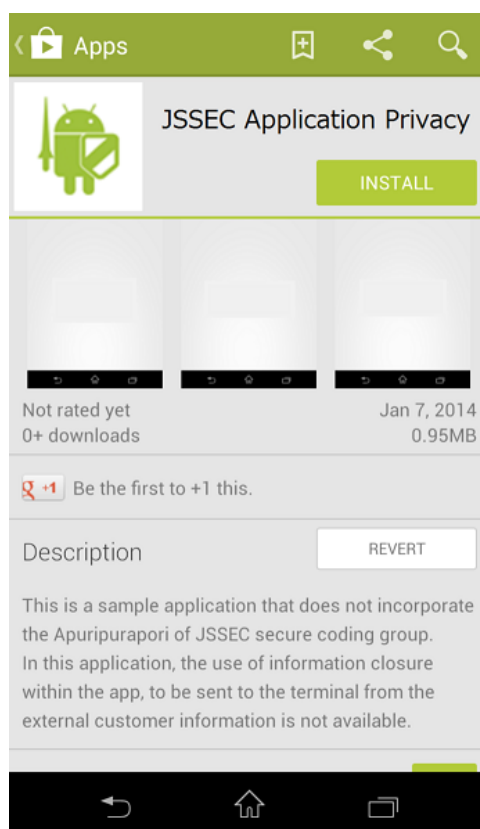 Apps
JSSEC Application Privacy
INSTALL
Not rated yet
Jan 7, 2014
0+ downloads
0.95MB
g +1 Be the first to +1 this.
Description
REVERT
This is a sample application that does not incorporate
the Apuripurapori of JSSEC secure coding group.
In this application, the use of information closure
within the app, to be sent to the terminal from the
external customer information is not available.